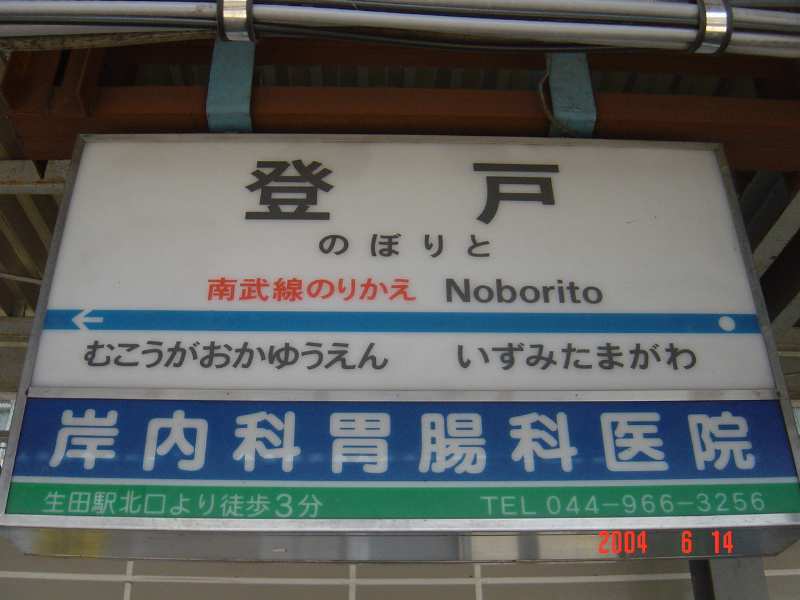 登戸
のぼりと
南武線のりかえ Noborito
むこうがおかゆうえん いずみたまがわ
岸内科胃腸科医院
生田駅北口より徒歩3分 TEL 044-966-3256
2004 6 14